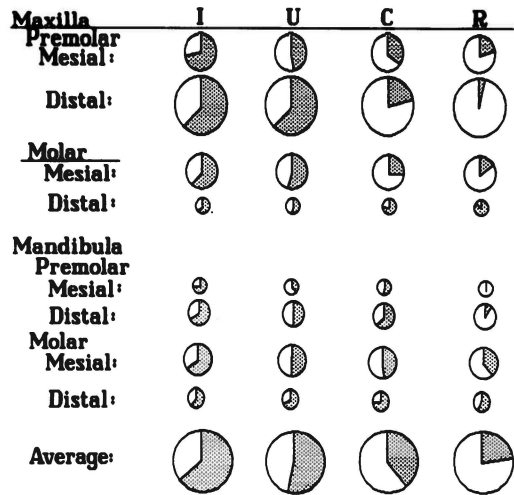 Maxilla I U C R
Premolar
Mesial:
Distal:
Molar
Mesial:
Distal:
Mandibula
Premolar
Mesial:
Distal:
Molar
Mesial:
Distal:
Average: